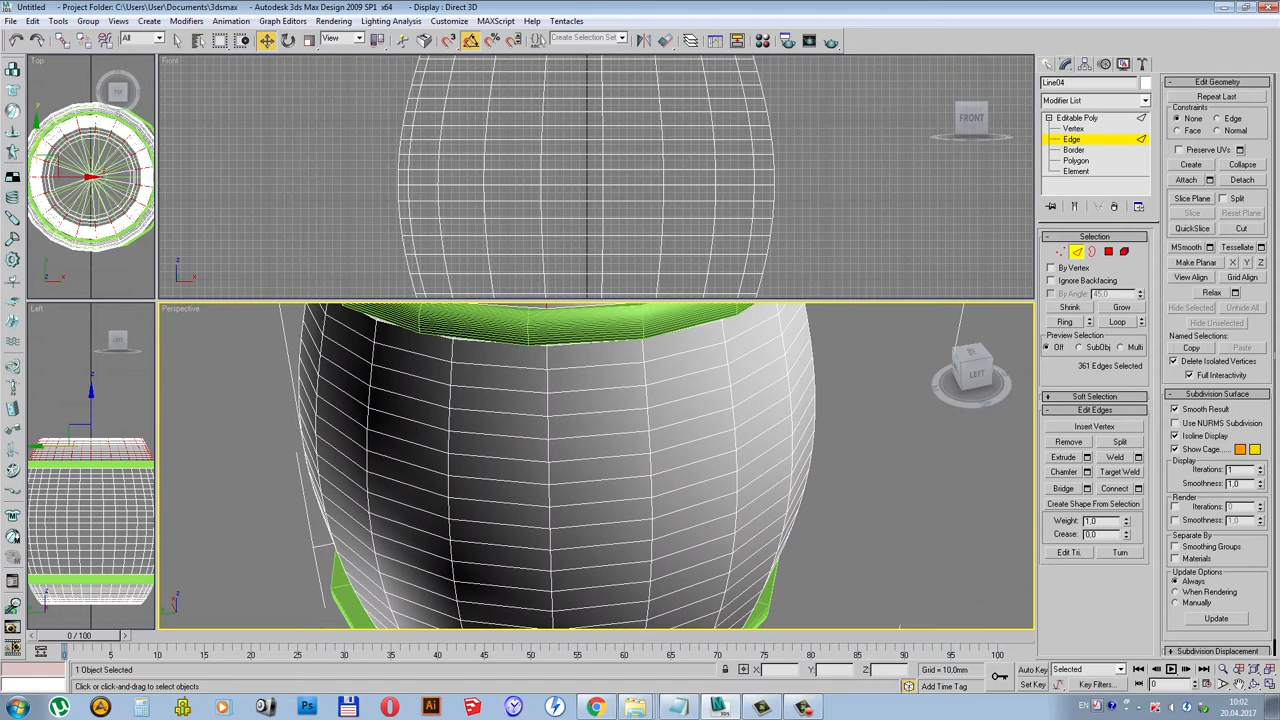 Untitled - Project Folder: C:\Users\User\Documents\3dsmax - Autodesk 3ds Max Design 2009 SP1 x64 - Display : Direct 3D
File Edit Tools Group Views Create Modifiers Animation Graph Editors Rendering Lighting Analysis Customize MAXScript Help Tentacles
All View Create Selection Set
Top
TOP
Front
FRONT
Left
LEFT
Perspective
LEFT
Line04
Modifier List
Editable Poly
Vertex
Edge
Border
Polygon
Element
Selection
By Vertex
Ignore Backfacing
By Angle: 45.0
Shrink Grow
Ring Loop
Preview Selection
Off SubObj Multi
361 Edges Selected
Soft Selection
Edit Edges
Insert Vertex
Remove Split
Extrude Weld
Chamfer Target Weld
Bridge Connect
Create Shape From Selection
Weight: 1,0
Crease: 0,0
Edit Tri. Turn
Edit Geometry
Repeat Last
Constraints
None Edge
Face Normal
Preserve UVs
Create Collapse
Attach Detach
Slice Plane Split
Slice Reset Plane
QuickSlice Cut
MSmooth Tessellate
Make Planar X Y Z
View Align Grid Align
Relax
Hide Selected Unhide All
Hide Unselected
Named Selections:
Copy Paste
Delete Isolated Vertices
Full Interactivity
Subdivision Surface
Smooth Result
Use NURMS Subdivision
Isoline Display
Show Cage
Display
Iterations: 1
Smoothness: 1,0
Render
Iterations: 0
Smoothness: 1,0
Separate By
Smoothing Groups
Materials
Update Options
Always
When Rendering
Manually
Update
Subdivision Displacement
0 / 100
0 5 10 15 20 25 30 35 40 45 50 55 60 65 70 75 80 85 90 95 100
1 Object Selected X: Y: Z: Grid = 10,0mm Auto Key Selected
Click or click-and-drag to select objects Add Time Tag Set Key Key Filters... 0
EN 10:02
20.04.2017